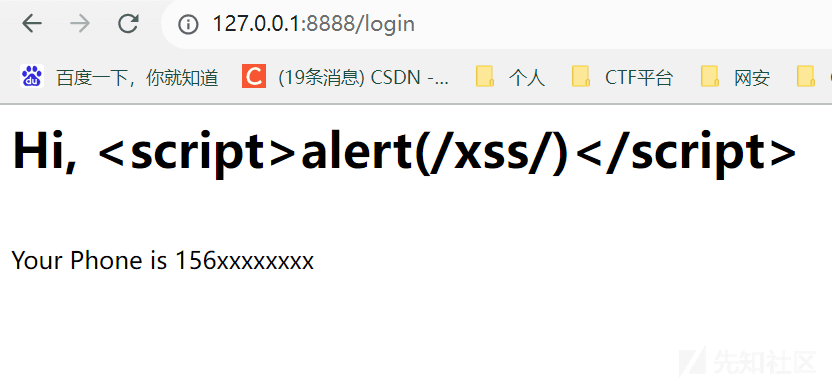 127.0.0.1:8888/login
百度一下，你就知道 (19条消息) CSDN -... 个人 CTF平台 网安
Hi, <script>alert(/xss/)</script>
Your Phone is 156xxxxxxxx
先知社区